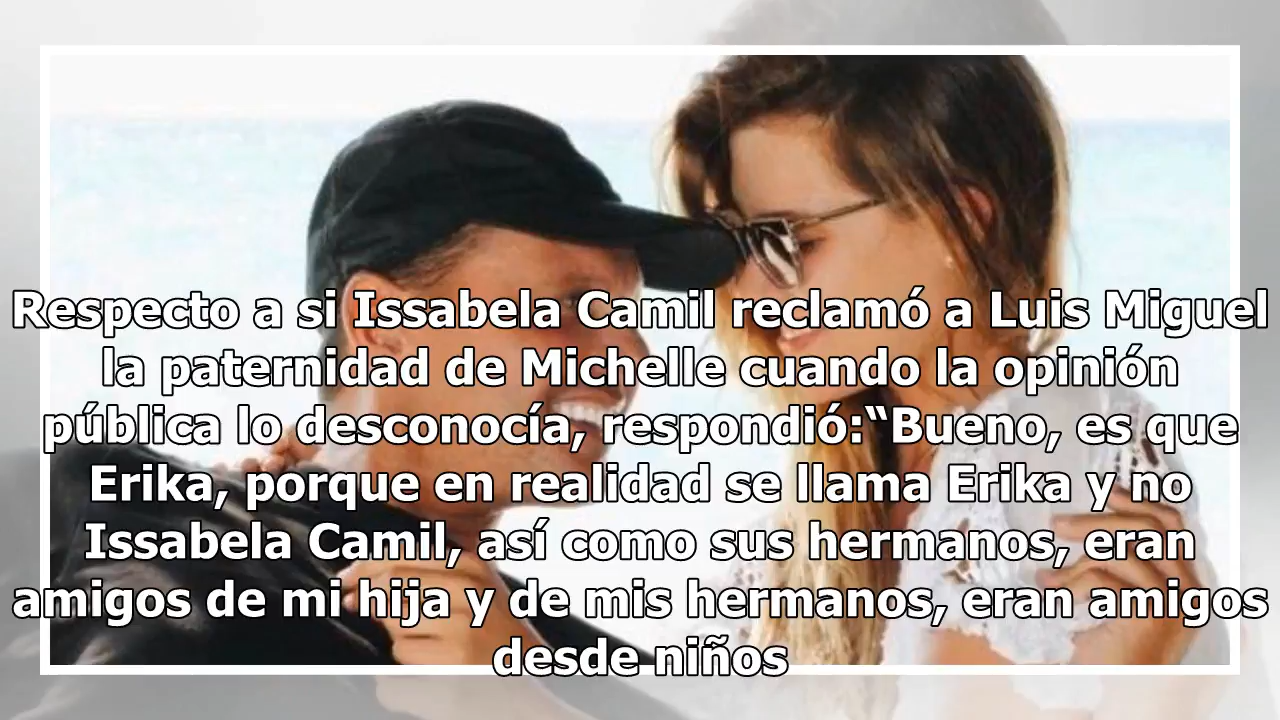 Respecto a si Issabela Camil reclamó a Luis Miguel
la paternidad de Michelle cuando la opinión
pública lo desconocía, respondió:“Bueno, es que
Erika, porque en realidad se llama Erika y no
Issabela Camil, así como sus hermanos, eran
amigos de mi hija y de mis hermanos, eran amigos
desde niños